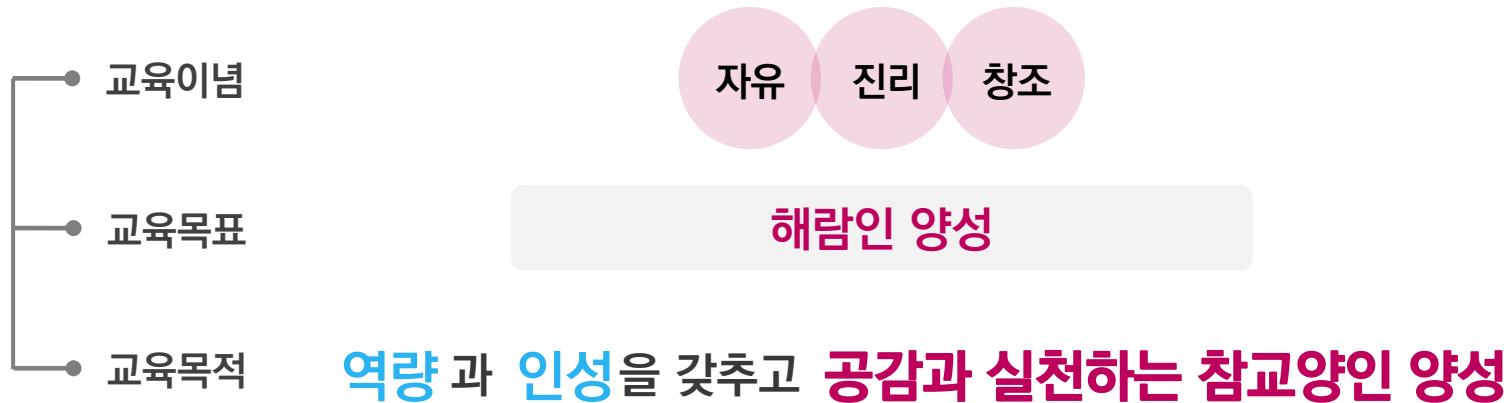 교육이념
자유 진리 창조
교육목표
해람인 양성
교육목적
역량 과 인성을 갖추고 공감과 실천하는 참교양인 양성